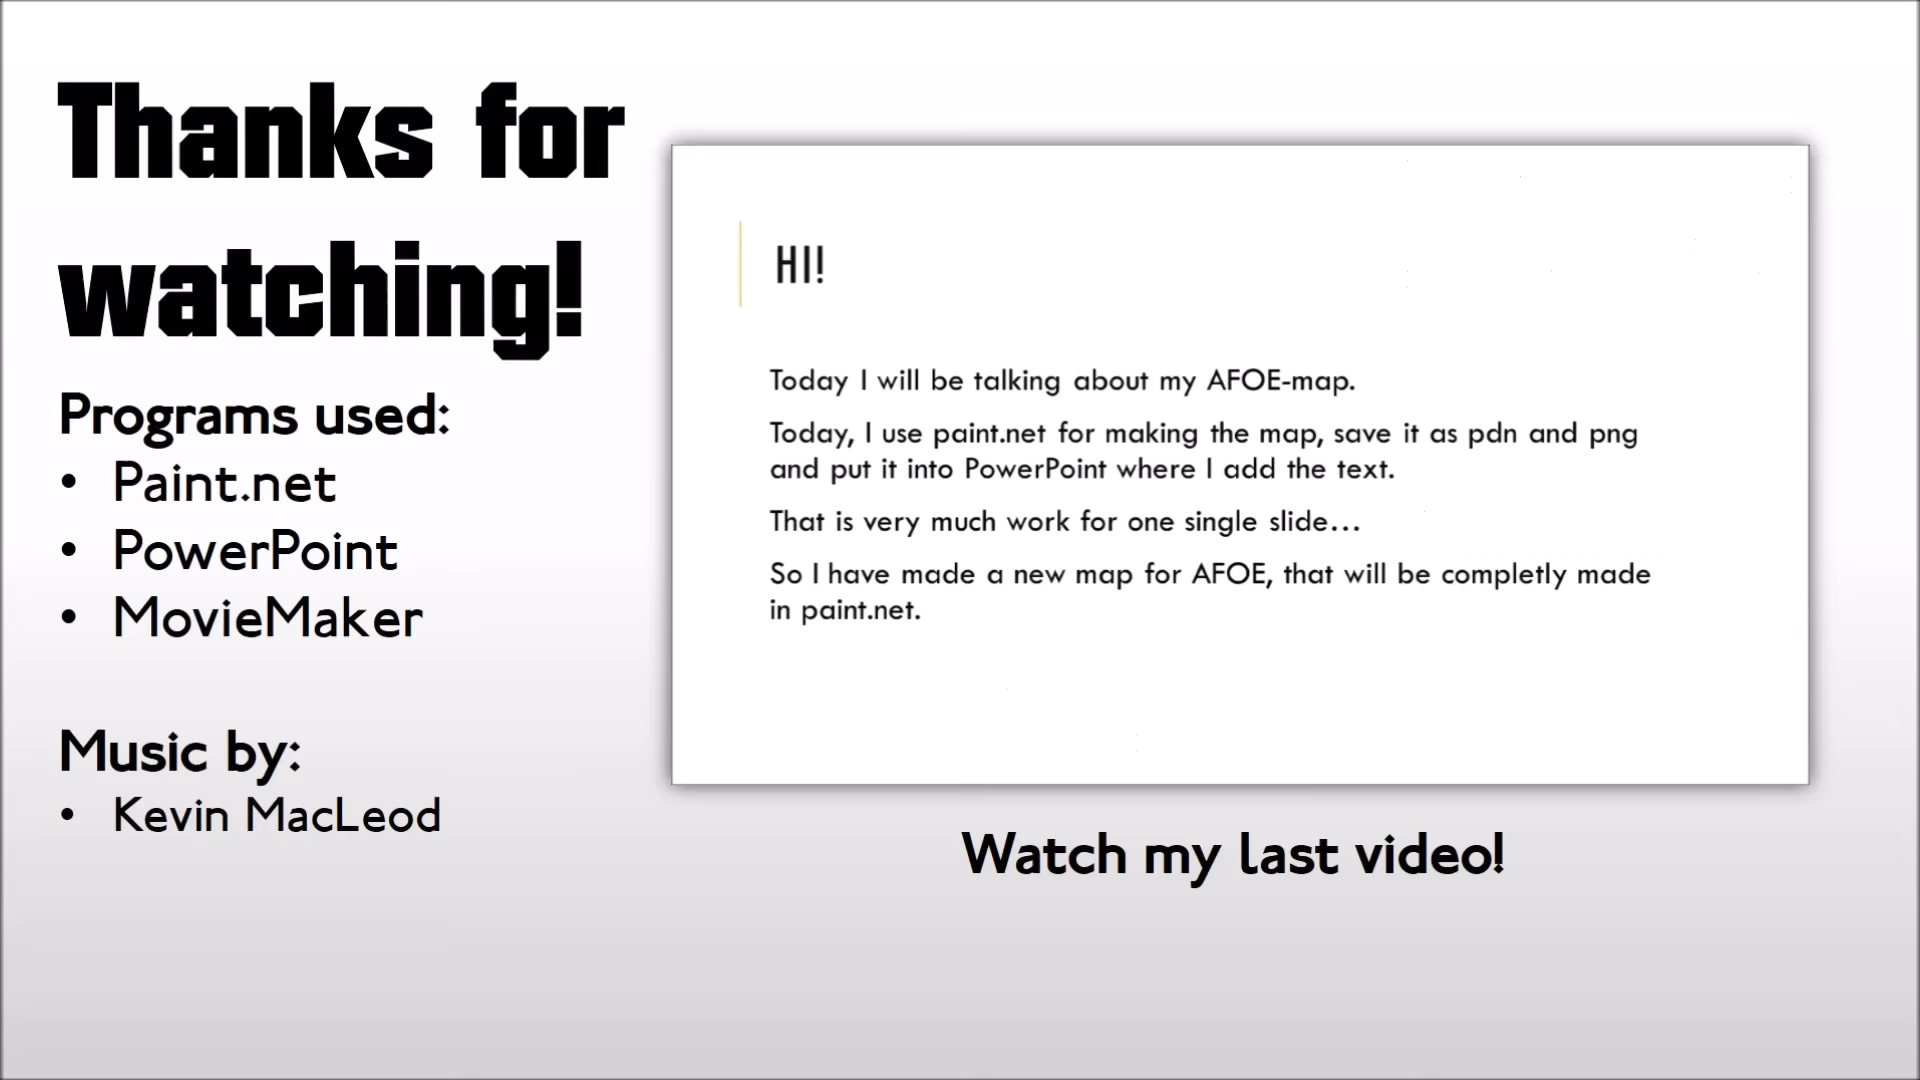 Thanks for
watching!
Programs used:
• Paint.net
• PowerPoint
• MovieMaker
Music by:
• Kevin MacLeod
HI!
Today I will be talking about my AFOE-map.
Today, I use paint.net for making the map, save it as pdn and png
and put it into PowerPoint where I add the text.
That is very much work for one single slide...
So I have made a new map for AFOE, that will be completly made
in paint.net.
Watch my last video!